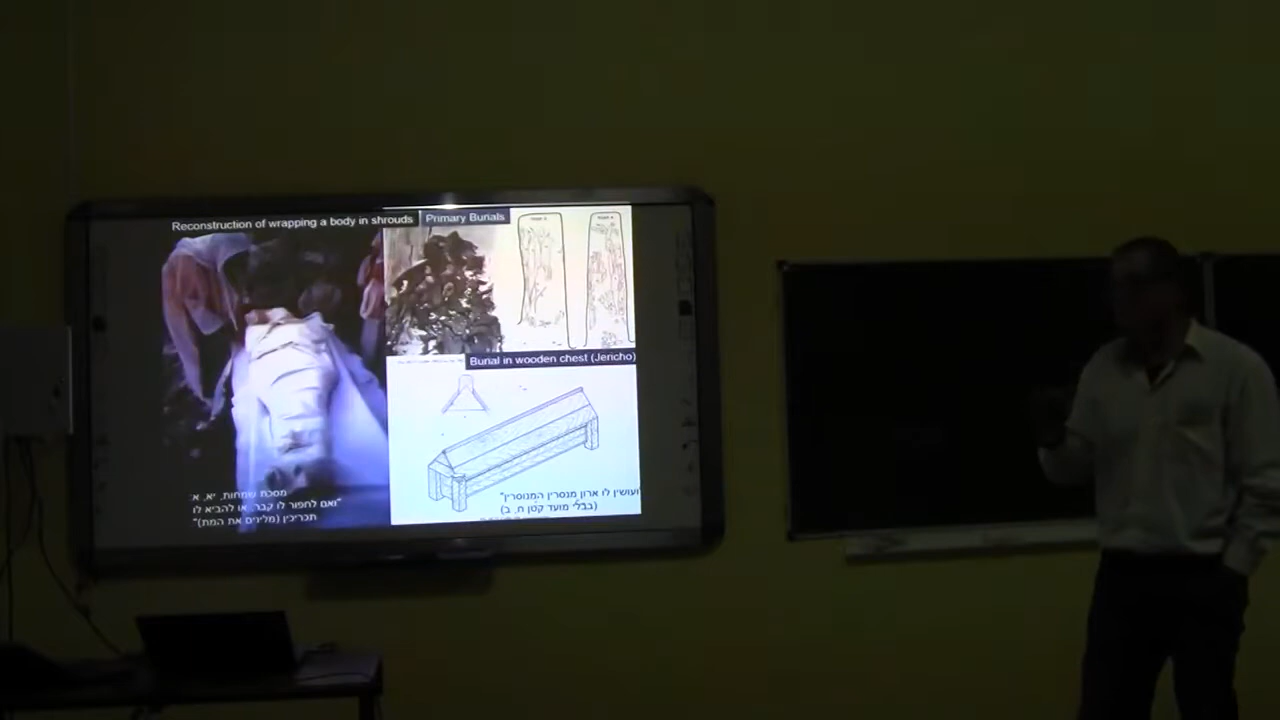 Reconstruction of wrapping a body in shrouds
Primary Burials
Burial in wooden chest (Jericho)
מסכת שמחות, יא, א:
"ואם לחפור לו קבר, או להביא לו
תכריכין (מלינים את המת)"
ועושין לו ארון מנסרין המנוסרין"
(בבלי מועד קטן ח, ב)